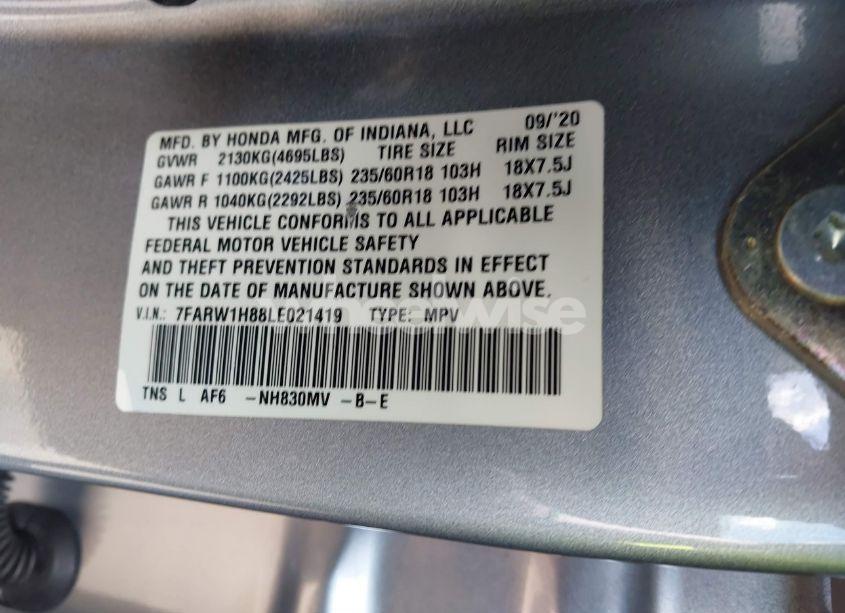 MFD. BY HONDA MFG. OF INDIANA, LLC 09/'20
GVWR 2130KG(4695LBS) TIRE SIZE RIM SIZE
GAWR F 1100KG(2425LBS) 235/60R18 103H 18X7.5J
GAWR R 1040KG(2292LBS) 235/60R18 103H 18X7.5J
THIS VEHICLE CONFORMS TO ALL APPLICABLE
FEDERAL MOTOR VEHICLE SAFETY
AND THEFT PREVENTION STANDARDS IN EFFECT
ON THE DATE OF MANUFACTURE SHOWN ABOVE.
V.I.N.: 7FARW1H88LE021419 TYPE: MPV
TNS L AF6 -NH830MV -B-E